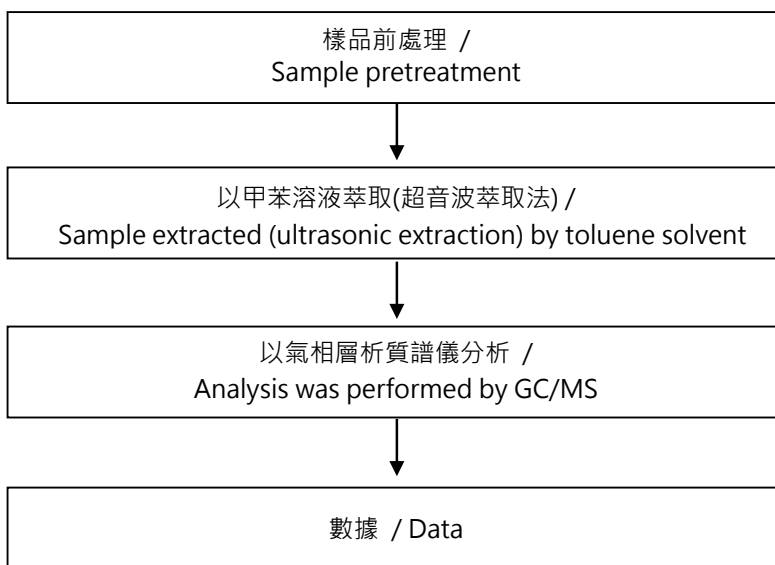 樣品前處理 /
Sample pretreatment
以甲苯溶液萃取(超音波萃取法) /
Sample extracted (ultrasonic extraction) by toluene solvent
以氣相層析質譜儀分析 /
Analysis was performed by GC/MS
數據 / Data